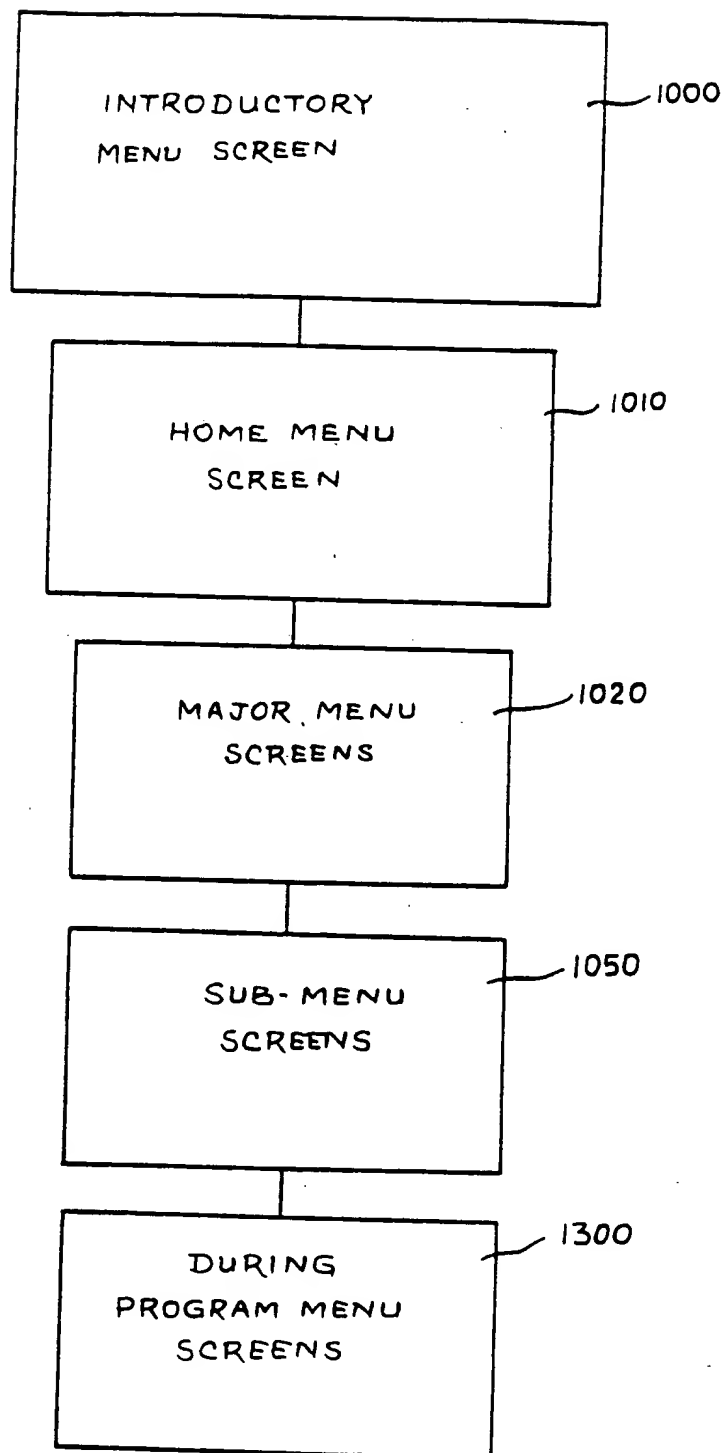 INTRODUCTORY
MENU SCREEN
1000
HOME MENU
SCREEN
1010
MAJOR MENU
SCREENS
1020
SUB-MENU
SCREENS
1050
DURING
PROGRAM MENU
SCREENS
1300